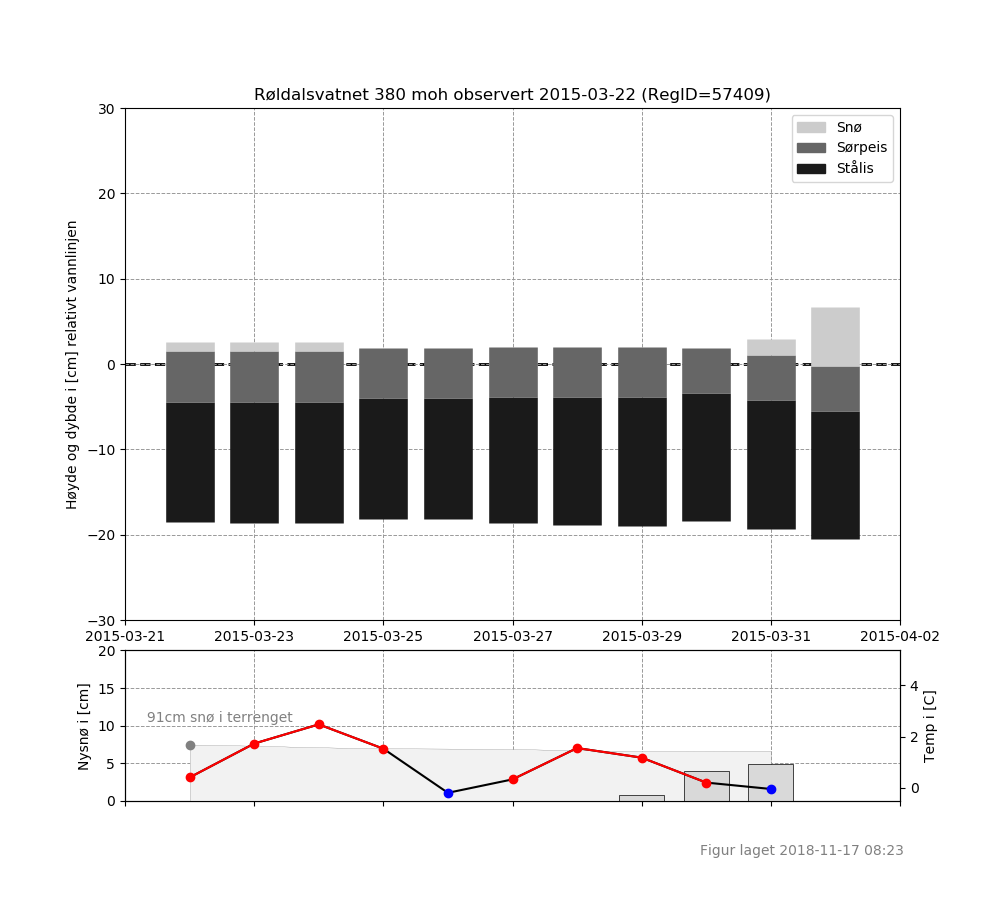 Røldalsvatnet 380 moh observert 2015-03-22 (RegID=57409)
Høyde og dybde i [cm] relativt vannlinjen
30
20
10
0
−10
−20
−30
Snø
Sørpeis
Stålis
2015-03-21 2015-03-23 2015-03-25 2015-03-27 2015-03-29 2015-03-31 2015-04-02
Nysnø i [cm]
20
15
10
5
0
91cm snø i terrenget
4
2
0
Temp i [C]
Figur laget 2018-11-17 08:23